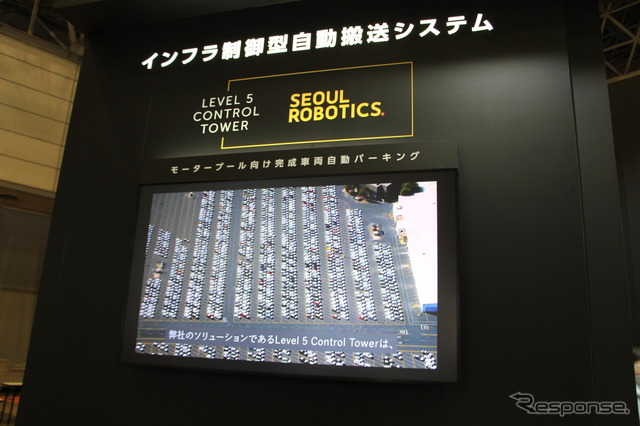 インフラ制御型自動搬送システム
LEVEL 5
CONTROL
TOWER
SEOUL
ROBOTICS.
モータープール向け完成車両自動パーキング
弊社のソリューションであるLevel 5 Control Towerは、
Response.